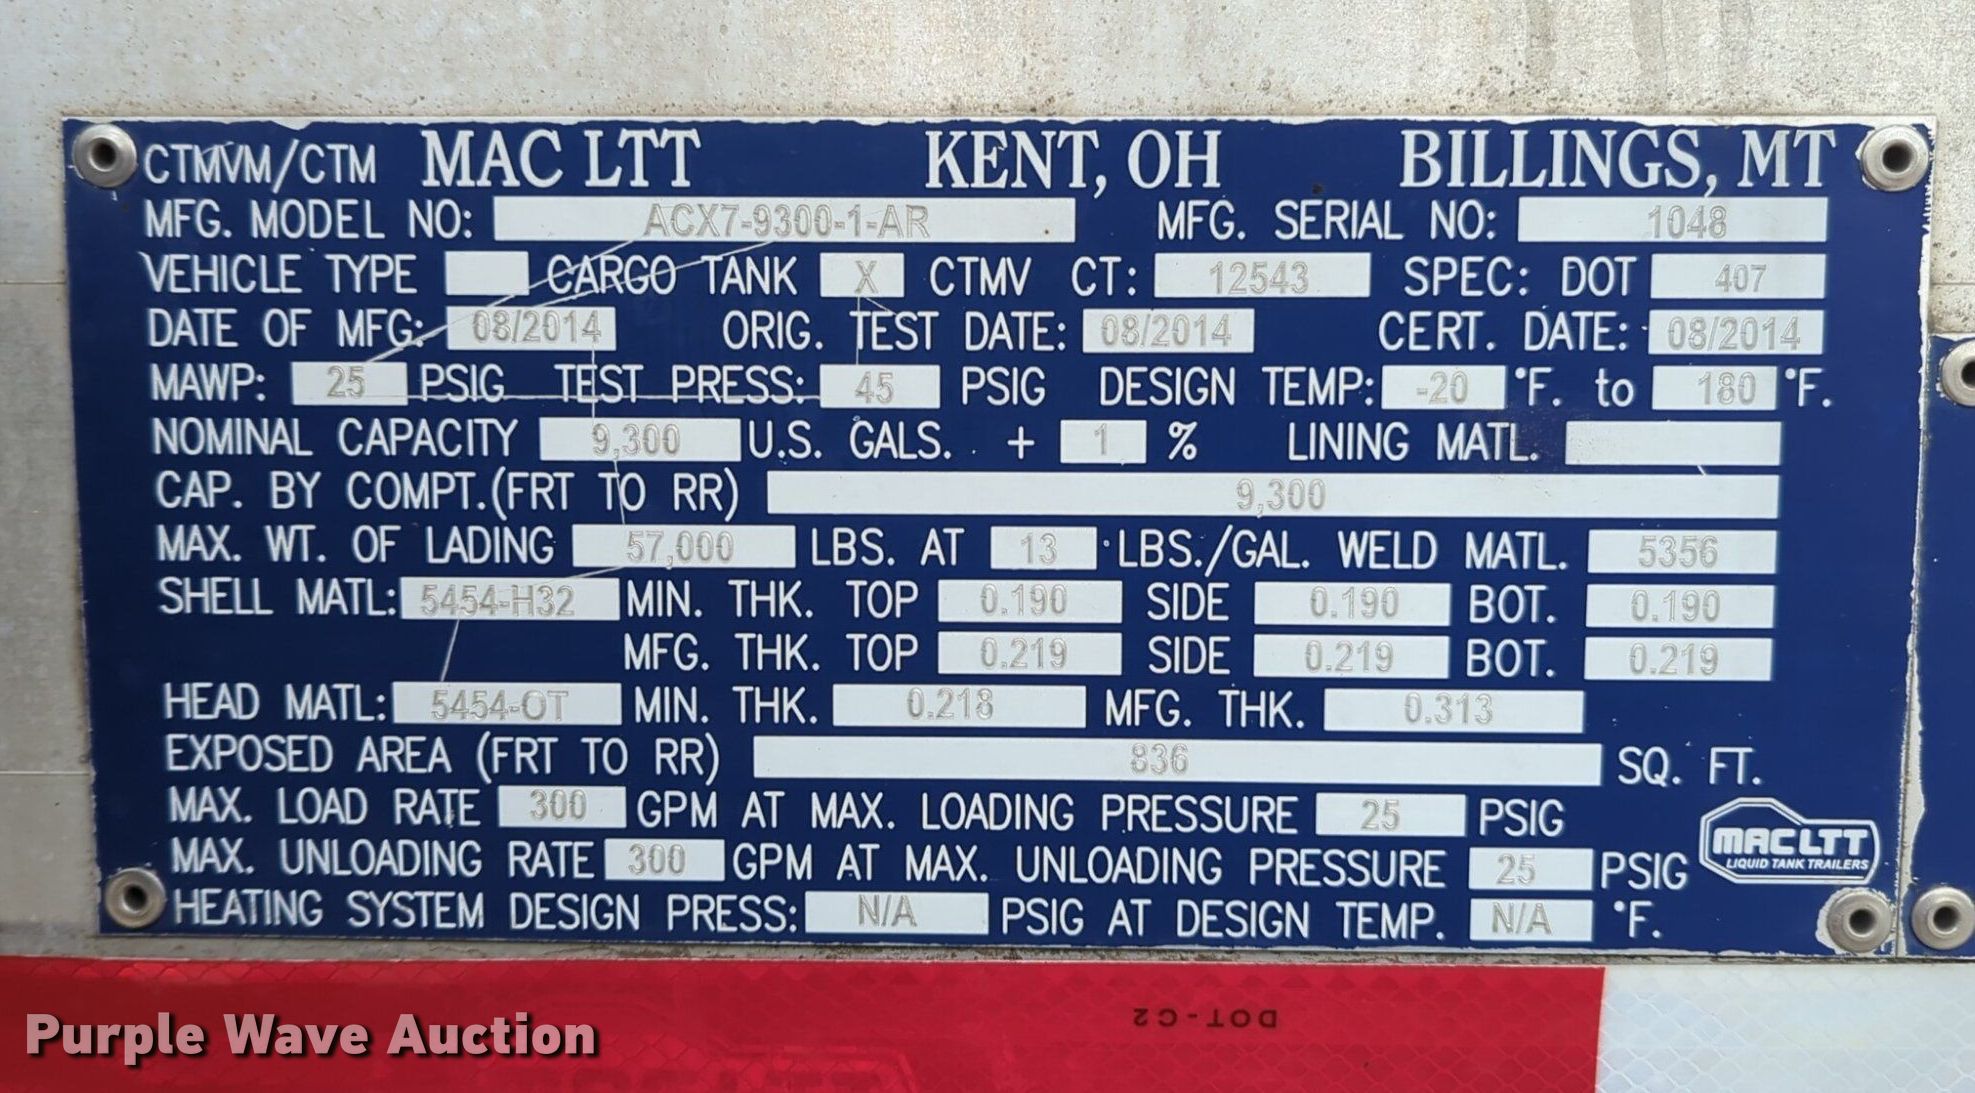 CTMVM/CTM MAC LTT KENT, OH BILLINGS, MT
MFG. MODEL NO: ACX7-9300-1-AR MFG. SERIAL NO: 1048
VEHICLE TYPE CARGO TANK X CTMV CT: 12543 SPEC: DOT 407
DATE OF MFG: 08/2014 ORIG. TEST DATE: 08/2014 CERT. DATE: 08/2014
MAWP: 25 PSIG TEST PRESS: 45 PSIG DESIGN TEMP: -20 °F. to 180 °F.
NOMINAL CAPACITY 9,300 U.S. GALS. + 1 % LINING MATL.
CAP. BY COMPT.(FRT TO RR) 9,300
MAX. WT. OF LADING 57,000 LBS. AT 13 LBS./GAL. WELD MATL. 5356
SHELL MATL: 5454-H32 MIN. THK. TOP 0.190 SIDE 0.190 BOT. 0.190
MFG. THK. TOP 0.219 SIDE 0.219 BOT. 0.219
HEAD MATL: 5454-OT MIN. THK. 0.218 MFG. THK. 0.313
EXPOSED AREA (FRT TO RR) 836 SQ. FT.
MAX. LOAD RATE 300 GPM AT MAX. LOADING PRESSURE 25 PSIG
MAX. UNLOADING RATE 300 GPM AT MAX. UNLOADING PRESSURE 25 PSIG
HEATING SYSTEM DESIGN PRESS: N/A PSIG AT DESIGN TEMP. N/A °F.
MAC LTT
LIQUID TANK TRAILERS
DOT-C2
Purple Wave Auction